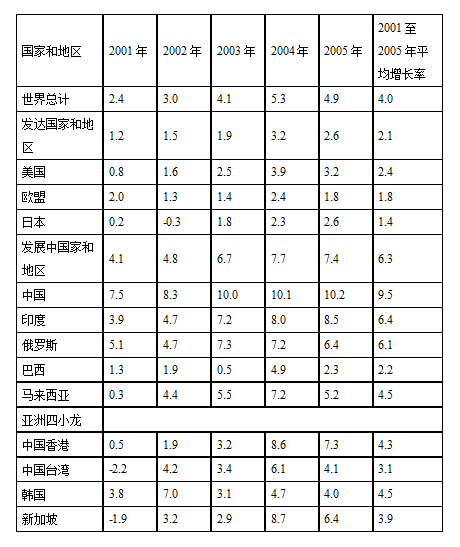 国家和地区 2001 年 2002 年 2003 年 2004 年 2005 年 2001 至
2005 年平
均增长率
世界总计 2.4 3.0 4.1 5.3 4.9 4.0
发达国家和地
区 1.2 1.5 1.9 3.2 2.6 2.1
美国 0.8 1.6 2.5 3.9 3.2 2.4
欧盟 2.0 1.3 1.4 2.4 1.8 1.8
日本 0.2 -0.3 1.8 2.3 2.6 1.4
发展中国家和
地区 4.1 4.8 6.7 7.7 7.4 6.3
中国 7.5 8.3 10.0 10.1 10.2 9.5
印度 3.9 4.7 7.2 8.0 8.5 6.4
俄罗斯 5.1 4.7 7.3 7.2 6.4 6.1
巴西 1.3 1.9 0.5 4.9 2.3 2.2
马来西亚 0.3 4.4 5.5 7.2 5.2 4.5
亚洲四小龙
中国香港 0.5 1.9 3.2 8.6 7.3 4.3
中国台湾 -2.2 4.2 3.4 6.1 4.1 3.1
韩国 3.8 7.0 3.1 4.7 4.0 4.5
新加坡 -1.9 3.2 2.9 8.7 6.4 3.9